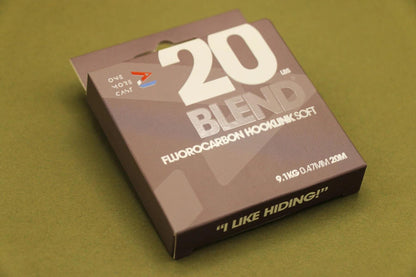 ONE
MORE
CAST
20
LBS
BLEND
FLUOROCARBON HOOKLINK SOFT
9.1KG 0.47MM 20M
"I LIKE HIDING!"